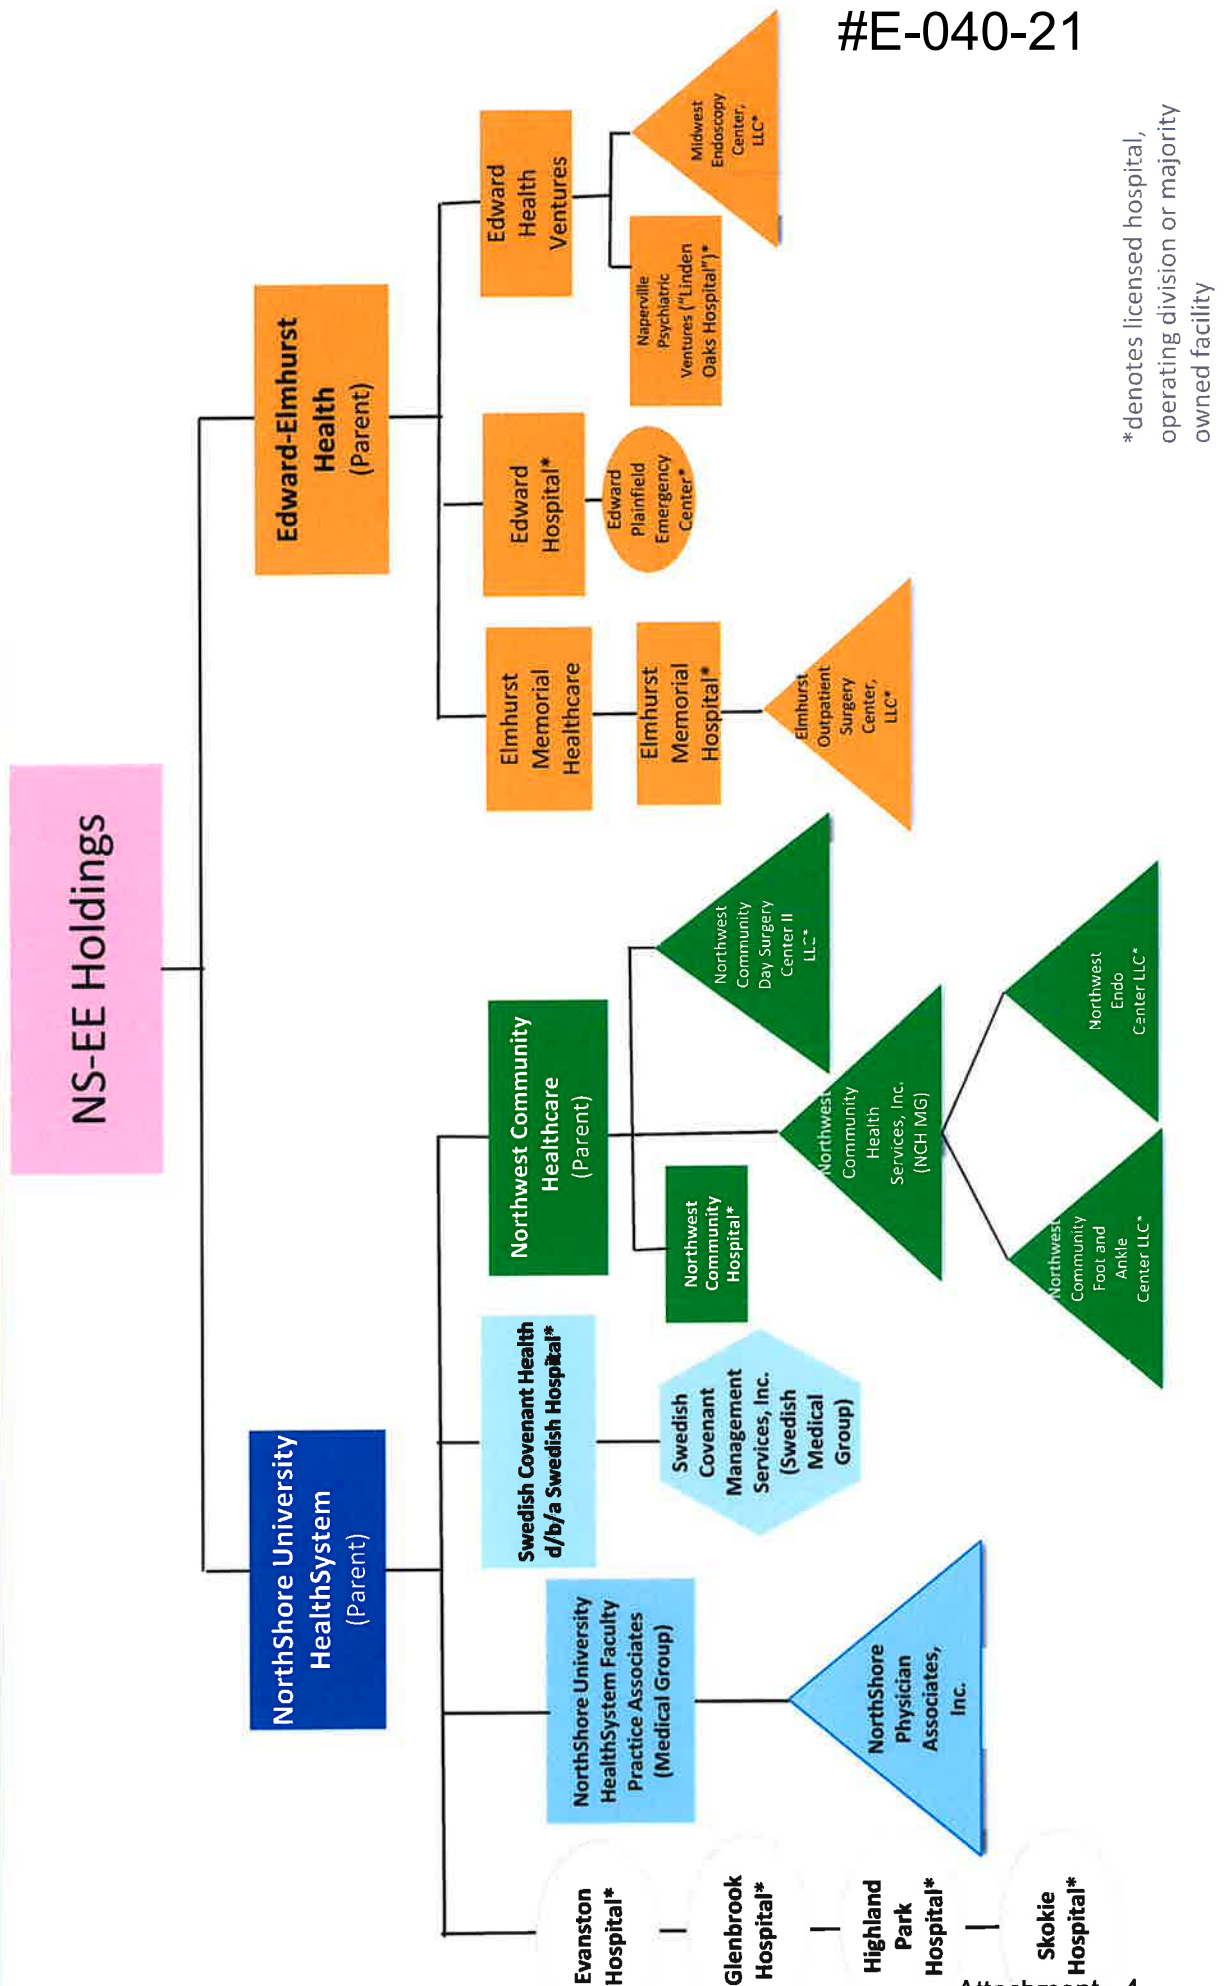 #E-040-21
NS-EE Holdings
NorthShore University
HealthSystem
(Parent)
Edward-Elmhurst
Health
(Parent)
Evanston
Hospital*
Glenbrook
Hospital*
Highland
Park
Hospital*
Skokie
Hospital*
NorthShore University
HealthSystem Faculty
Practice Associates
(Medical Group)
NorthShore
Physician
Associates,
Inc.
Swedish Covenant Health
d/b/a Swedish Hospital*
Swedish
Covenant
Management
Services, Inc.
(Swedish
Medical
Group)
Northwest Community
Healthcare
(Parent)
Northwest
Community
Hospital*
Northwest
Community
Health
Services, Inc.
(NCH MG)
Northwest
Community
Day Surgery
Center II
LLC*
Northwest
Community
Foot and
Ankle
Center LLC*
Northwest
Endo
Center LLC*
Elmhurst
Memorial
Healthcare
Elmhurst
Memorial
Hospital*
Elmhurst
Outpatient
Surgery
Center,
LLC*
Edward
Hospital*
Edward
Plainfield
Emergency
Center*
Edward
Health
Ventures
Naperville
Psychiatric
Ventures ("Linden
Oaks Hospital")*
Midwest
Endoscopy
Center,
LLC*
*denotes licensed hospital,
operating division or majority
owned facility